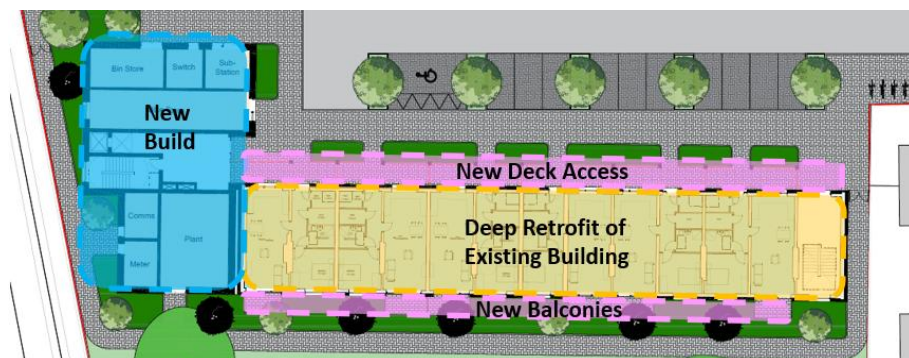 Bin Store
Switch
Sub-
Station
New
Build
New Deck Access
Comms
Plant
Meter
Deep Retrofit of
Existing Building
New Balconies